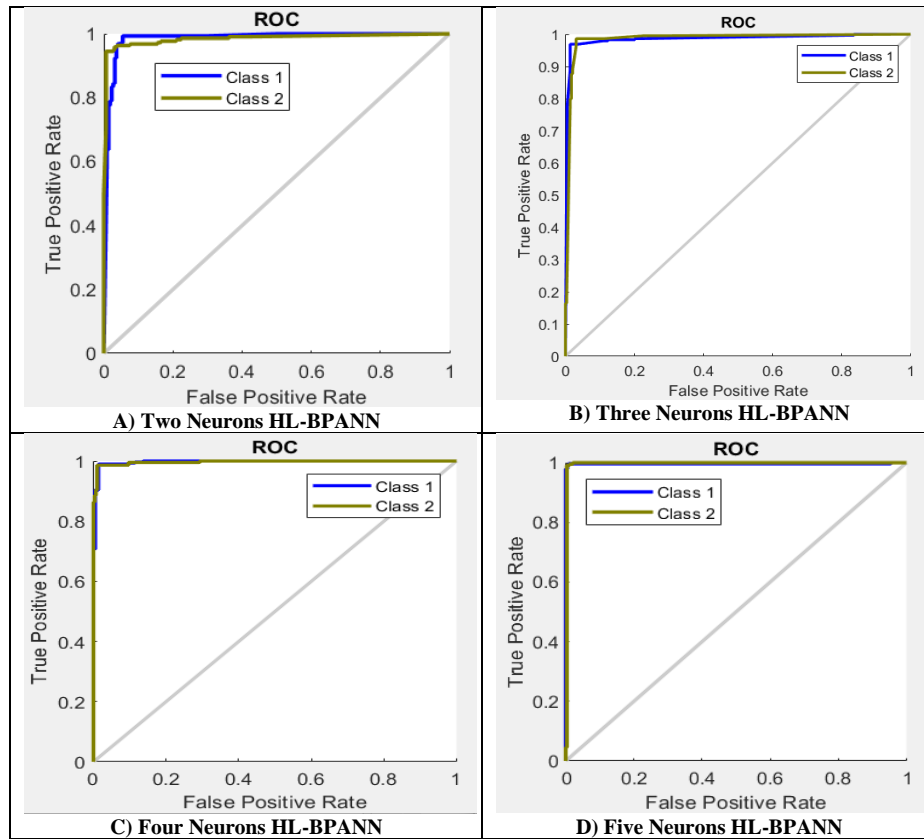 ROC
1
0.8
0.6
0.4
0.2
0
True Positive Rate
Class 1
Class 2
0 0.2 0.4 0.6 0.8 1
False Positive Rate
A) Two Neurons HL-BPANN
ROC
1
0.9
0.8
0.7
0.6
0.5
0.4
0.3
0.2
0.1
0
True Positive Rate
Class 1
Class 2
0 0.2 0.4 0.6 0.8 1
False Positive Rate
B) Three Neurons HL-BPANN
ROC
1
0.8
0.6
0.4
0.2
0
True Positive Rate
Class 1
Class 2
0 0.2 0.4 0.6 0.8 1
False Positive Rate
C) Four Neurons HL-BPANN
ROC
1
0.8
0.6
0.4
0.2
0
True Positive Rate
Class 1
Class 2
0 0.2 0.4 0.6 0.8 1
False Positive Rate
D) Five Neurons HL-BPANN